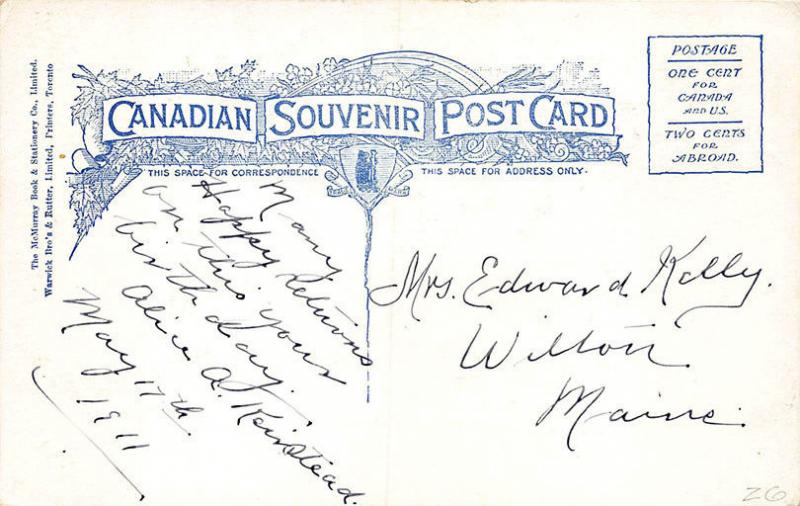 The McMurray Book & Stationery Co., Limited.
Warwick Bro's & Rutter, Limited, Printers, Toronto
CANADIAN SOUVENIR POST CARD
THIS SPACE FOR CORRESPONDENCE
THIS SPACE FOR ADDRESS ONLY.
POSTAGE
ONE CENT
FOR
CANADA
AND U.S.
TWO CENTS
FOR
ABROAD.
Many
Happy returns
on this your
birthday.
Alice A. Keirstead.
May 17th
1911
Mrs. Edward Kelly.
Wilton
Maine.
26